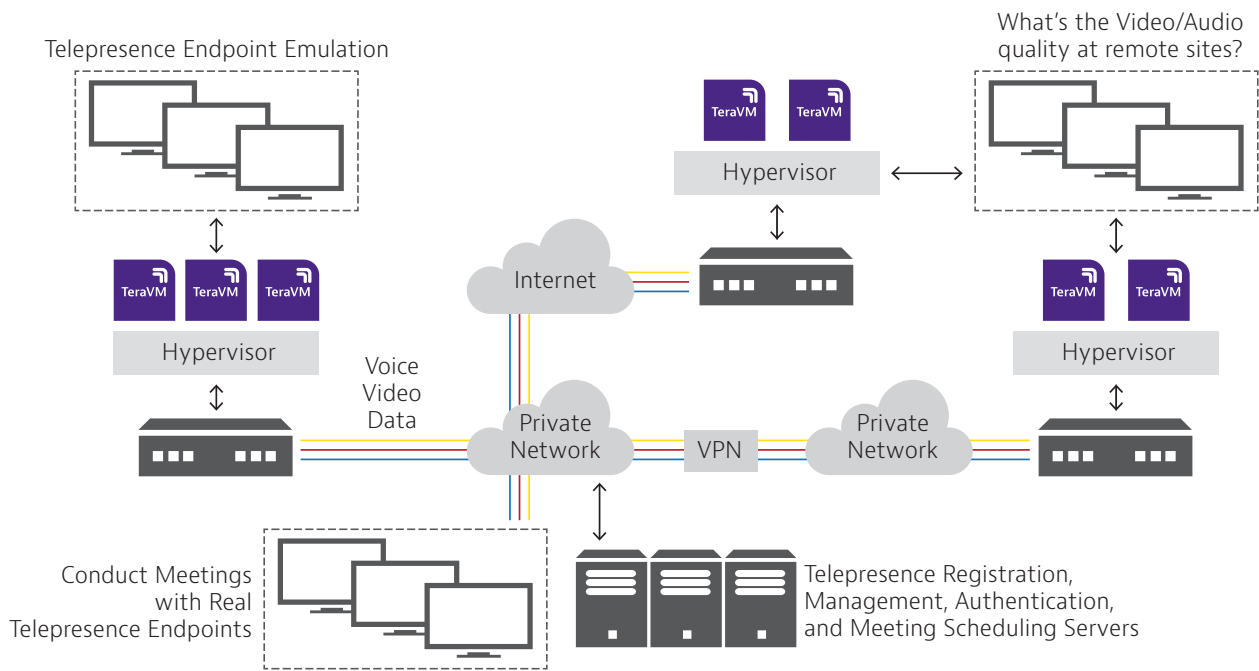 Telepresence Endpoint Emulation
What's the Video/Audio
quality at remote sites?
TeraVM
TeraVM
Hypervisor
Internet
TeraVM
TeraVM
TeraVM
Hypervisor
TeraVM
TeraVM
Hypervisor
Voice
Video
Data
Private
Network
VPN
Private
Network
Conduct Meetings
with Real
Telepresence Endpoints
Telepresence Registration,
Management, Authentication,
and Meeting Scheduling Servers